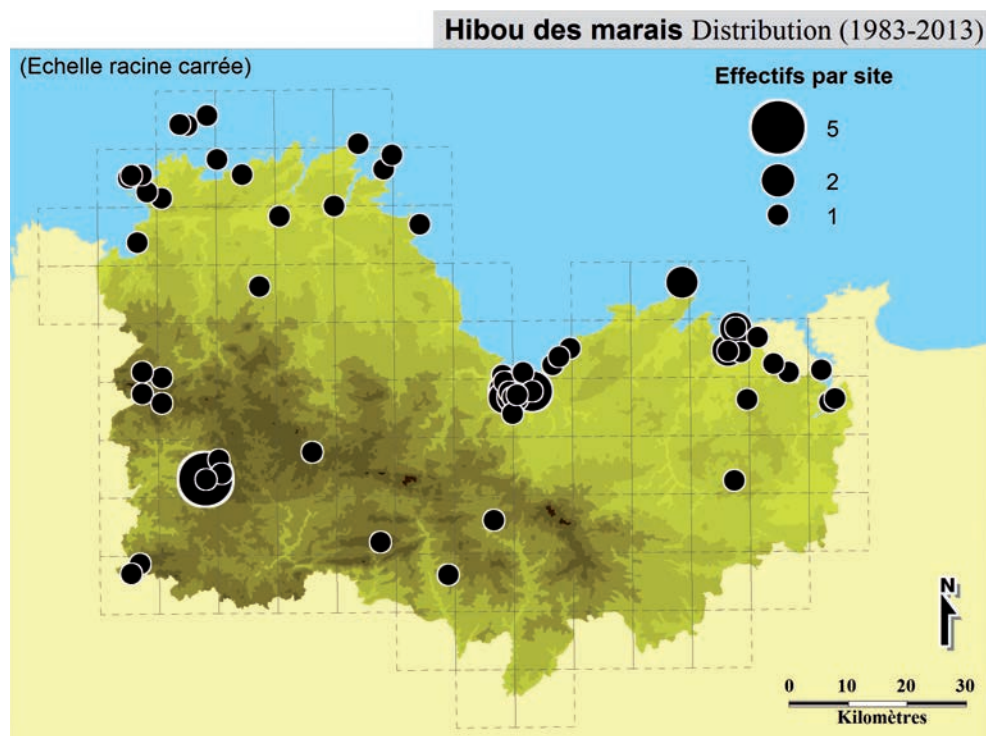 Hibou des marais Distribution (1983-2013)
(Echelle racine carrée)
Effectifs par site
5
2
1
N
0 10 20 30
Kilomètres